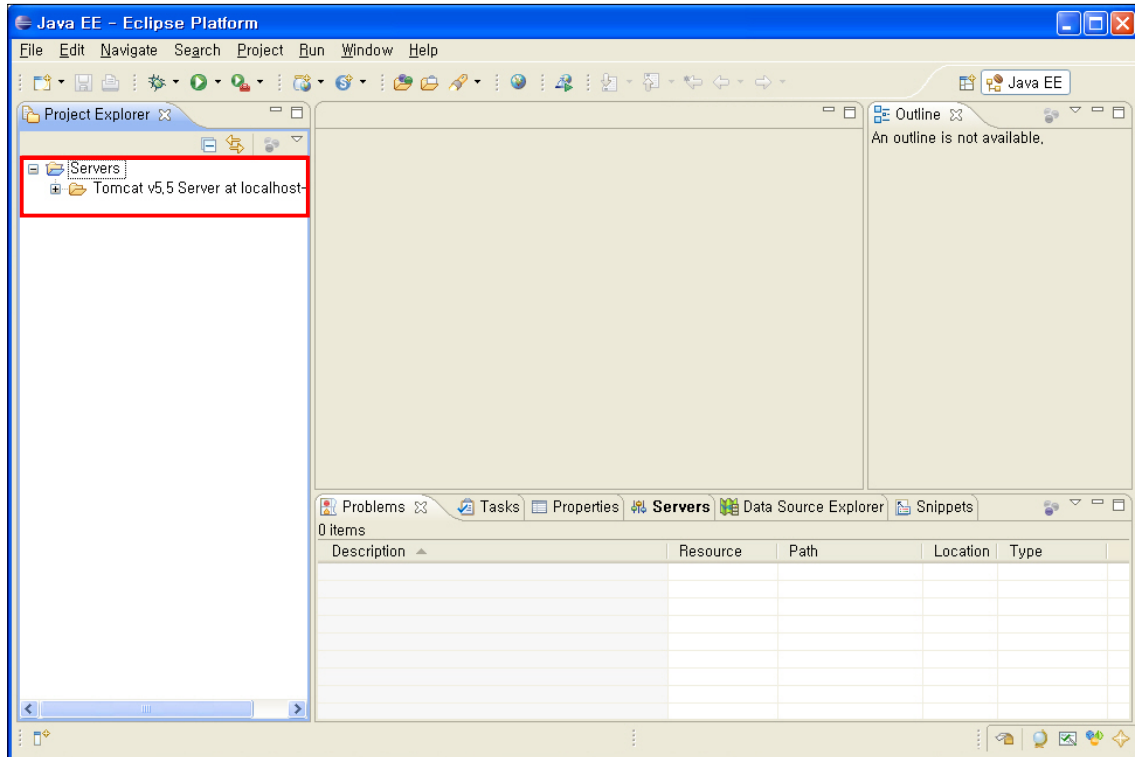 Java EE - Eclipse Platform
File Edit Navigate Search Project Run Window Help
Java EE
Project Explorer
Outline
An outline is not available,
Servers
Tomcat v5,5 Server at localhost-
Problems Tasks Properties Servers Data Source Explorer Snippets
0 items
Description Resource Path Location Type